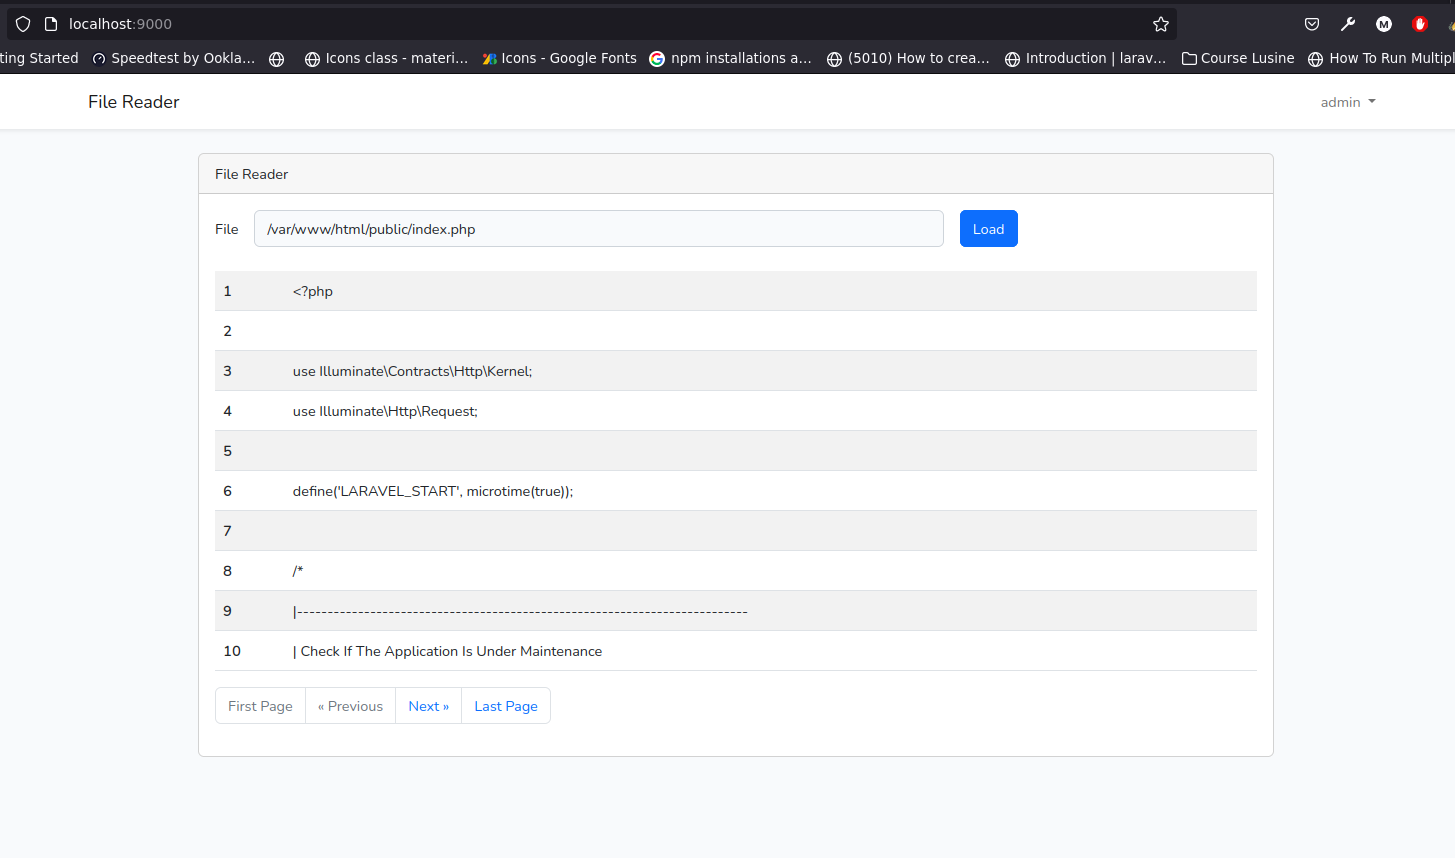 localhost:9000
ting Started Speedtest by Ookla… Icons class - materi… Icons - Google Fonts npm installations a… (5010) How to crea… Introduction | larav… Course Lusine How To Run Multipl
File Reader admin
File Reader
File /var/www/html/public/index.php Load
1 <?php
2
3 use Illuminate\Contracts\Http\Kernel;
4 use Illuminate\Http\Request;
5
6 define('LARAVEL_START', microtime(true));
7
8 /*
9 |--------------------------------------------------------------------------
10 | Check If The Application Is Under Maintenance
First Page « Previous Next » Last Page